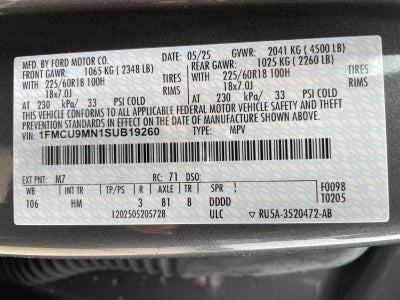 MFD. BY FORD MOTOR CO. 05/25 GVWR: 2041 KG (4500 LB)
FRONT GAWR: 1065 KG (2348 LB) REAR GAWR: 1025 KG (2260 LB)
WITH 225/60R18 100H TIRES WITH 225/60R18 100H TIRES
18x7.0J RIMS 18x7.0J RIMS
AT 230 kPa/ 33 PSI COLD AT 230 kPa/ 33 PSI COLD
THIS VEHICLE CONFORMS TO ALL APPLICABLE FEDERAL MOTOR VEHICLE SAFETY AND THEFT PREVENTION STANDARDS IN EFFECT ON THE DATE OF MANUFACTURE SHOWN ABOVE.
VIN: 1FMCU9MN1SUB19260 TYPE: MPV
EXT PNT: M7 RC: 71 DSO: F0098
WB INT TR R AXLE TR SPR T0205
106 HM 3 81 8 DDDD
1202505205728 ULC RU5A-3520472-AB